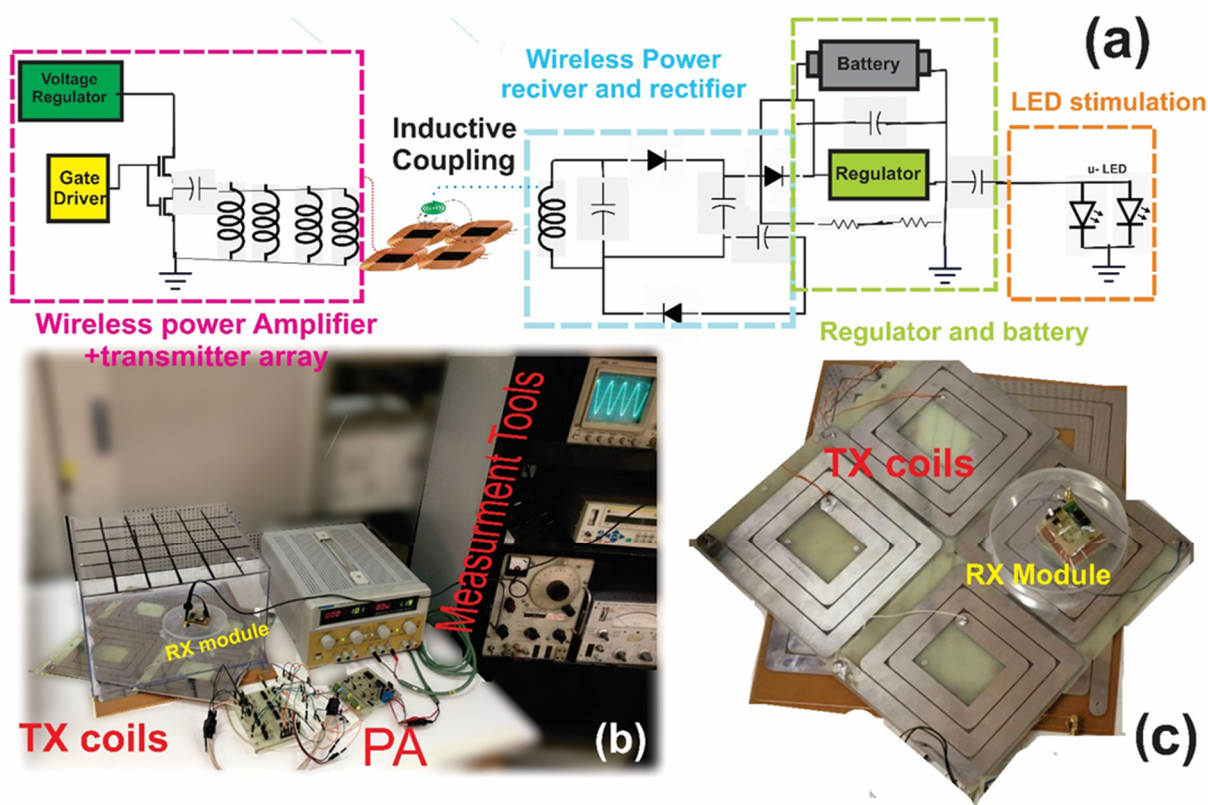 (a)
Voltage
Regulator
Gate
Driver
Wireless power Amplifier
+transmitter array
Inductive
Coupling
Wireless Power
reciver and rectifier
Battery
Regulator
Regulator and battery
LED stimulation
u- LED
Measurment Tools
RX module
TX coils
PA
(b)
TX coils
RX Module
(c)